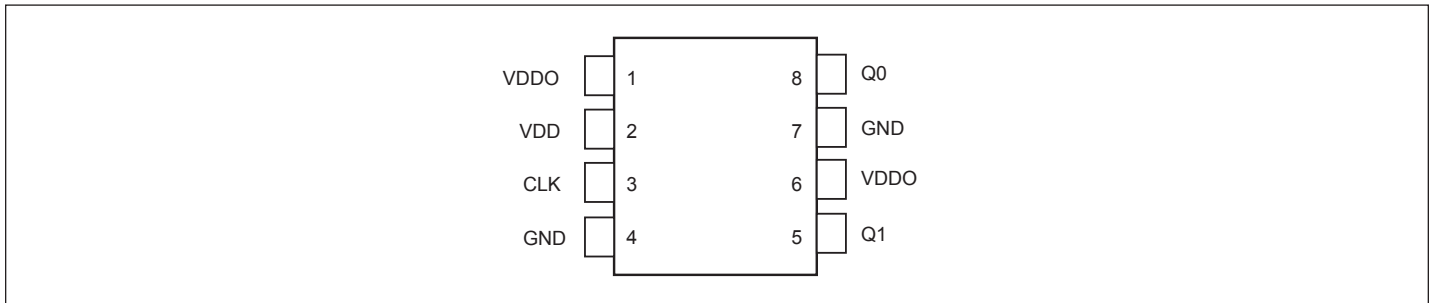 VDDO 1 8 Q0
VDD 2 7 GND
CLK 3 6 VDDO
GND 4 5 Q1